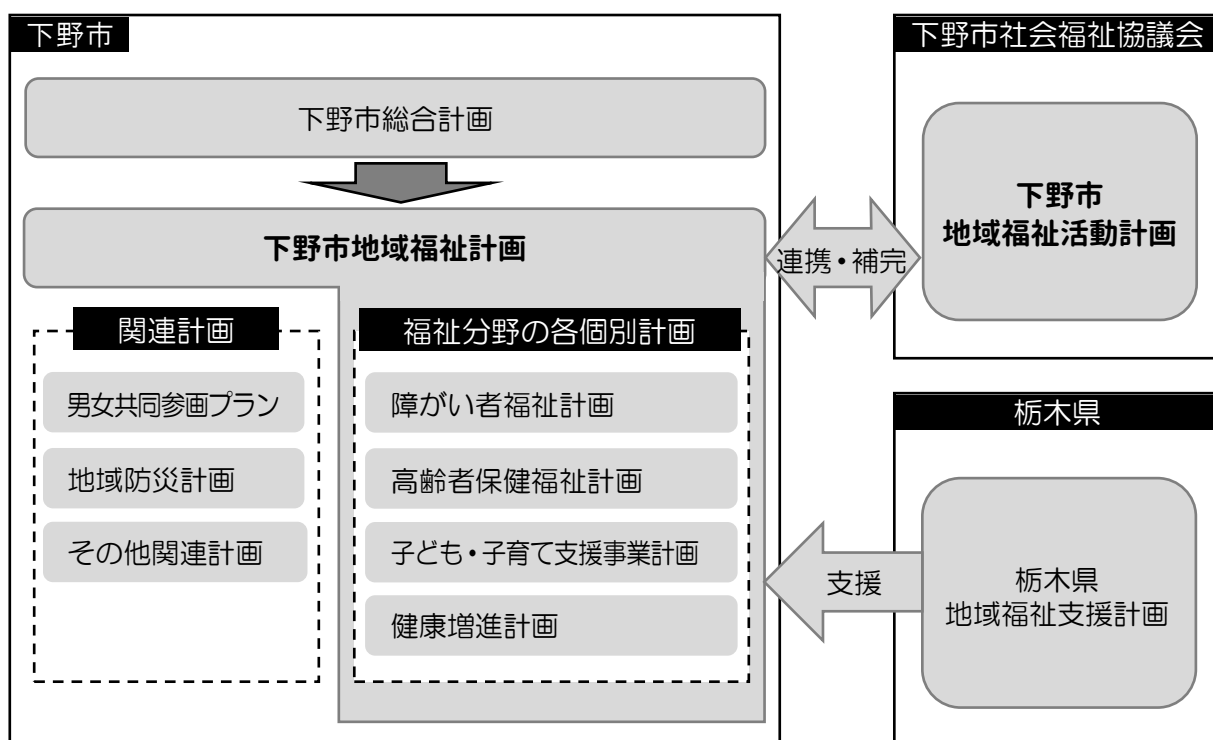 下野市
下野市総合計画
下野市地域福祉計画
関連計画
男女共同参画プラン
地域防災計画
その他関連計画
福祉分野の各個別計画
障がい者福祉計画
高齢者保健福祉計画
子ども・子育て支援事業計画
健康増進計画
連携・補完
下野市社会福祉協議会
下野市
地域福祉活動計画
支援
栃木県
栃木県
地域福祉支援計画